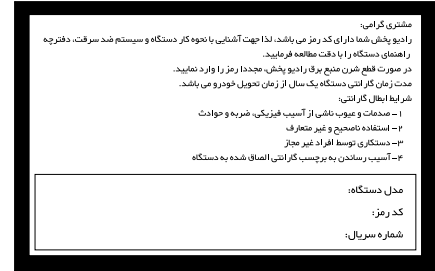 مشتری گرامی:
رادیو پخش شما دارای کد رمز می باشد، لذا جهت آشنایی با نحوه کار دستگاه و سیستم ضد سرقت، دفترچه
رهنمای دستگاه را با دقت مطالعه فرمایید.
در صورت قطع شرن منبع برق رادیو پخش، مجددا رمز را وارد نمایید.
مدت زمان گارانتی دستگاه یک سال از زمان تحویل خودرو می باشد.
شرایط ابطال گارانتی:
۱- صدمات و عیوب ناشی از آسیب فیزیکی، ضربه و حوادث
۲- استفاده ناصحیح و غیر متعارف
۳- دستکاری توسط افراد غیر مجاز
۴- آسیب رساندن به برچسب گارانتی الصاق شده به دستگاه
مدل دستگاه:
کد رمز:
شماره سریال: